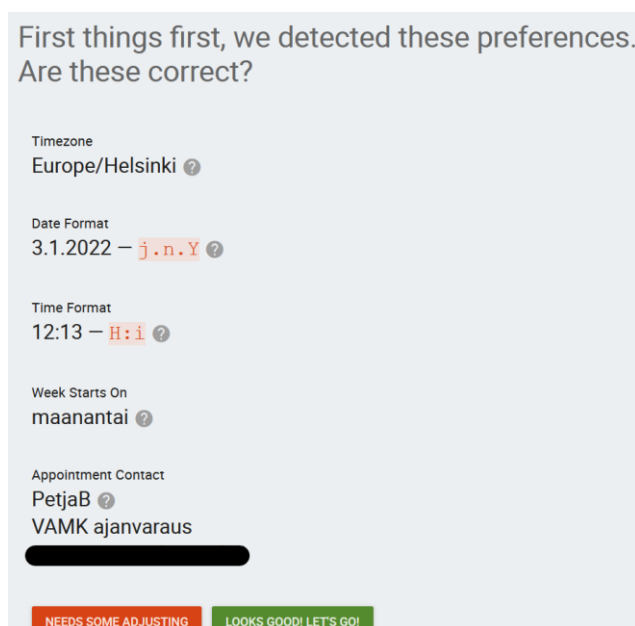 First things first, we detected these preferences.
Are these correct?
Timezone
Europe/Helsinki ?
Date Format
3.1.2022 — j.n.Y ?
Time Format
12:13 — H:i ?
Week Starts On
maanantai ?
Appointment Contact
PetjaB ?
VAMK ajanvaraus
NEEDS SOME ADJUSTING LOOKS GOOD! LET'S GO!